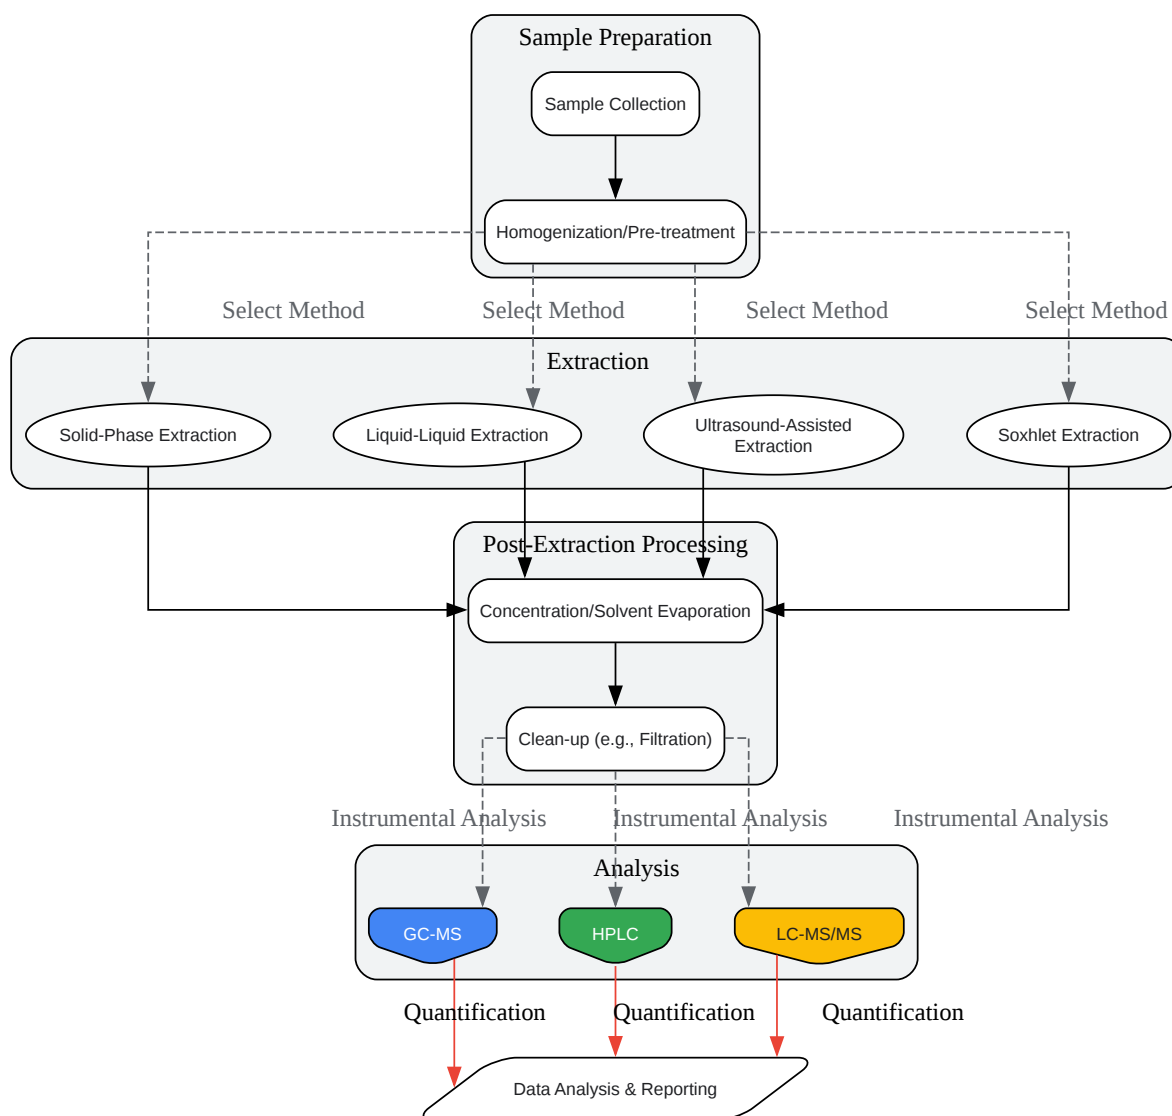 Sample Preparation
Sample Collection
Homogenization/Pre-treatment
Select Method
Select Method
Select Method
Select Method
Extraction
Solid-Phase Extraction
Liquid-Liquid Extraction
Ultrasound-Assisted
Extraction
Soxhlet Extraction
Post-Extraction Processing
Concentration/Solvent Evaporation
Clean-up (e.g., Filtration)
Instrumental Analysis
Instrumental Analysis
Instrumental Analysis
Analysis
GC-MS
HPLC
LC-MS/MS
Quantification
Quantification
Quantification
Data Analysis & Reporting